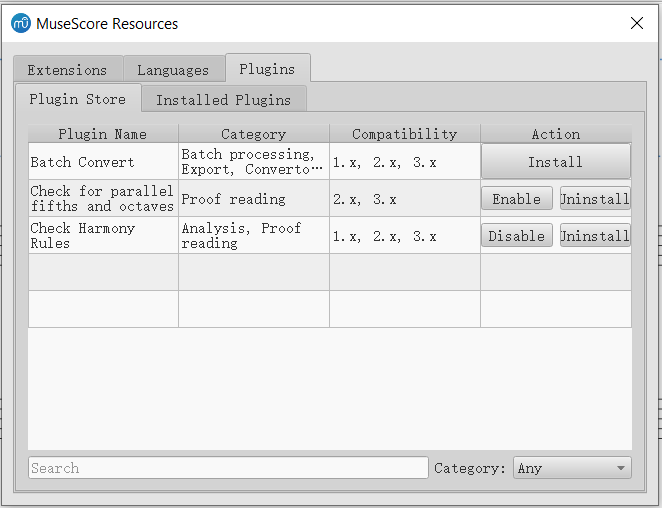 MuseScore Resources
Extensions Languages Plugins
Plugin Store Installed Plugins
Plugin Name Category Compatibility Action
Batch Convert Batch processing, Export, Converto… 1.x, 2.x, 3.x Install
Check for parallel fifths and octaves Proof reading 2.x, 3.x Enable Uninstall
Check Harmony Rules Analysis, Proof reading 1.x, 2.x, 3.x Disable Uninstall
Search Category: Any